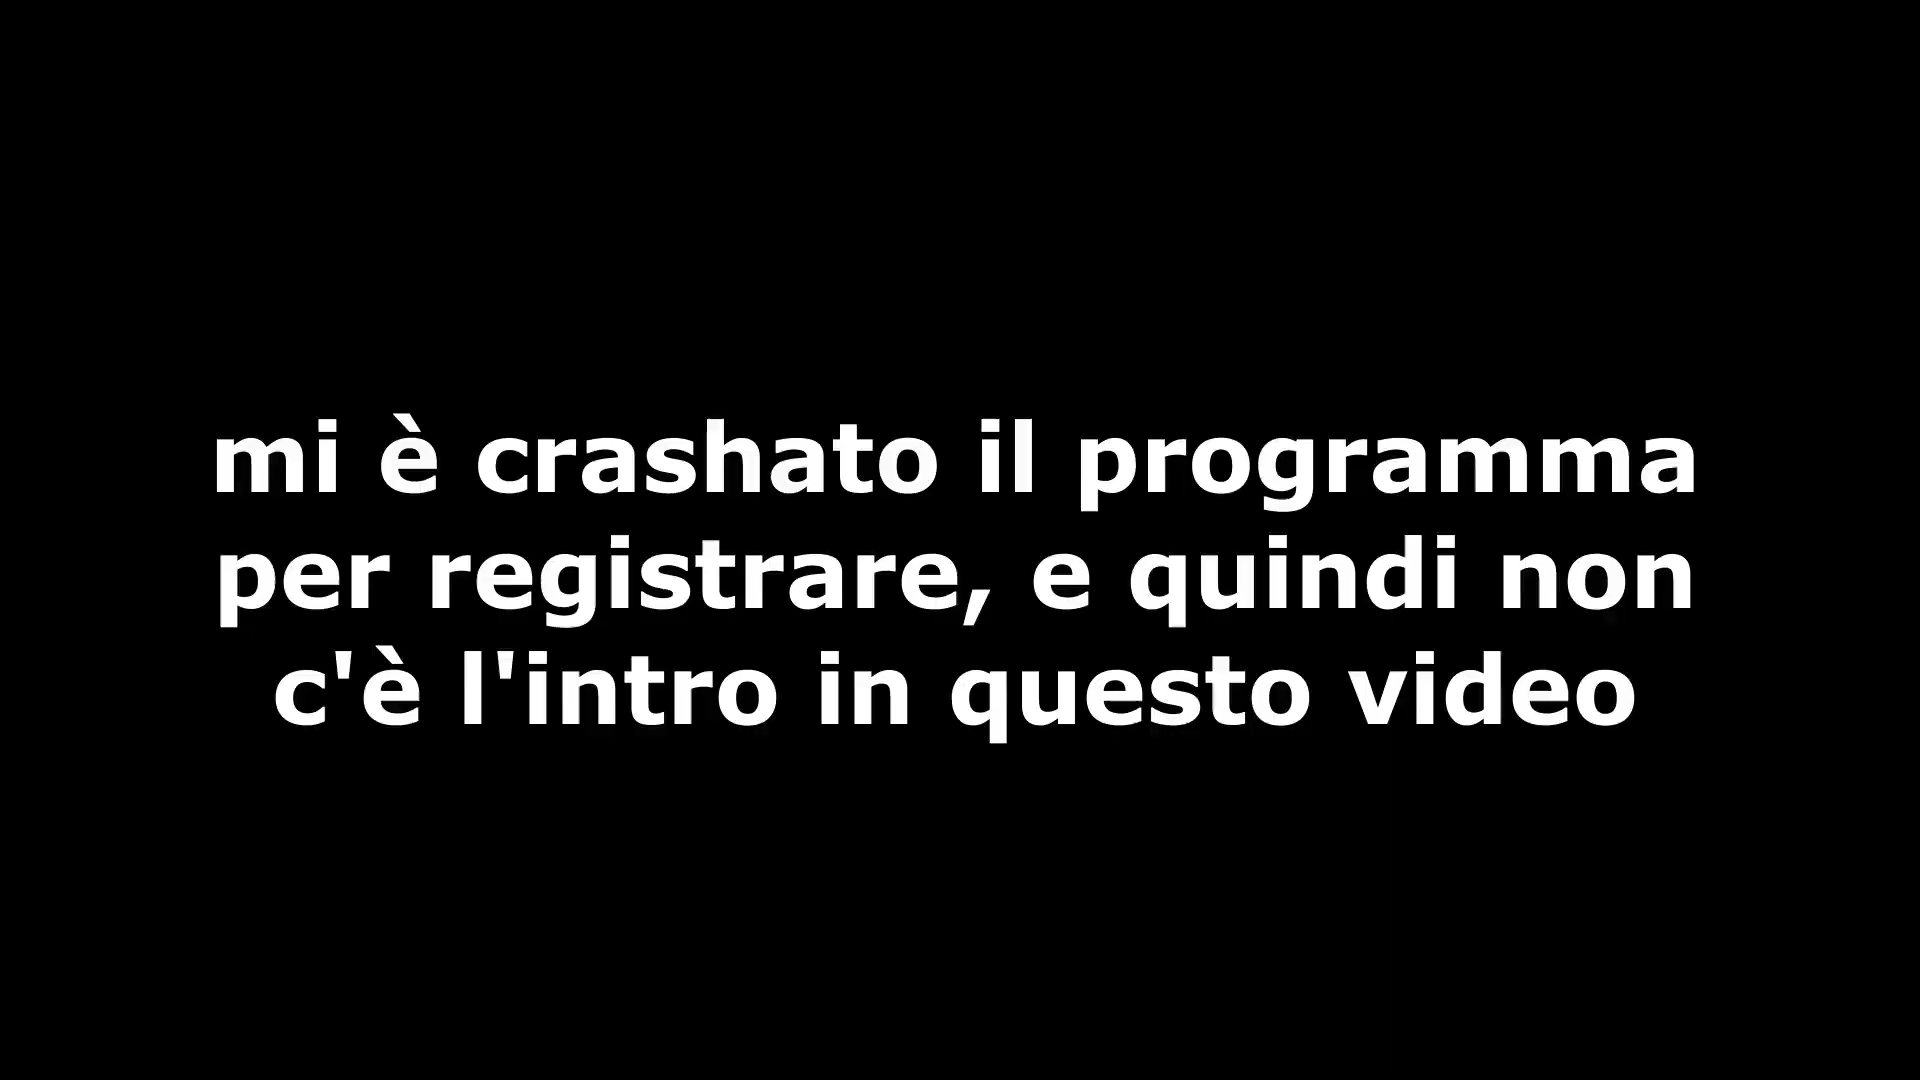 mi è crashato il programma
per registrare, e quindi non
c'è l'intro in questo video